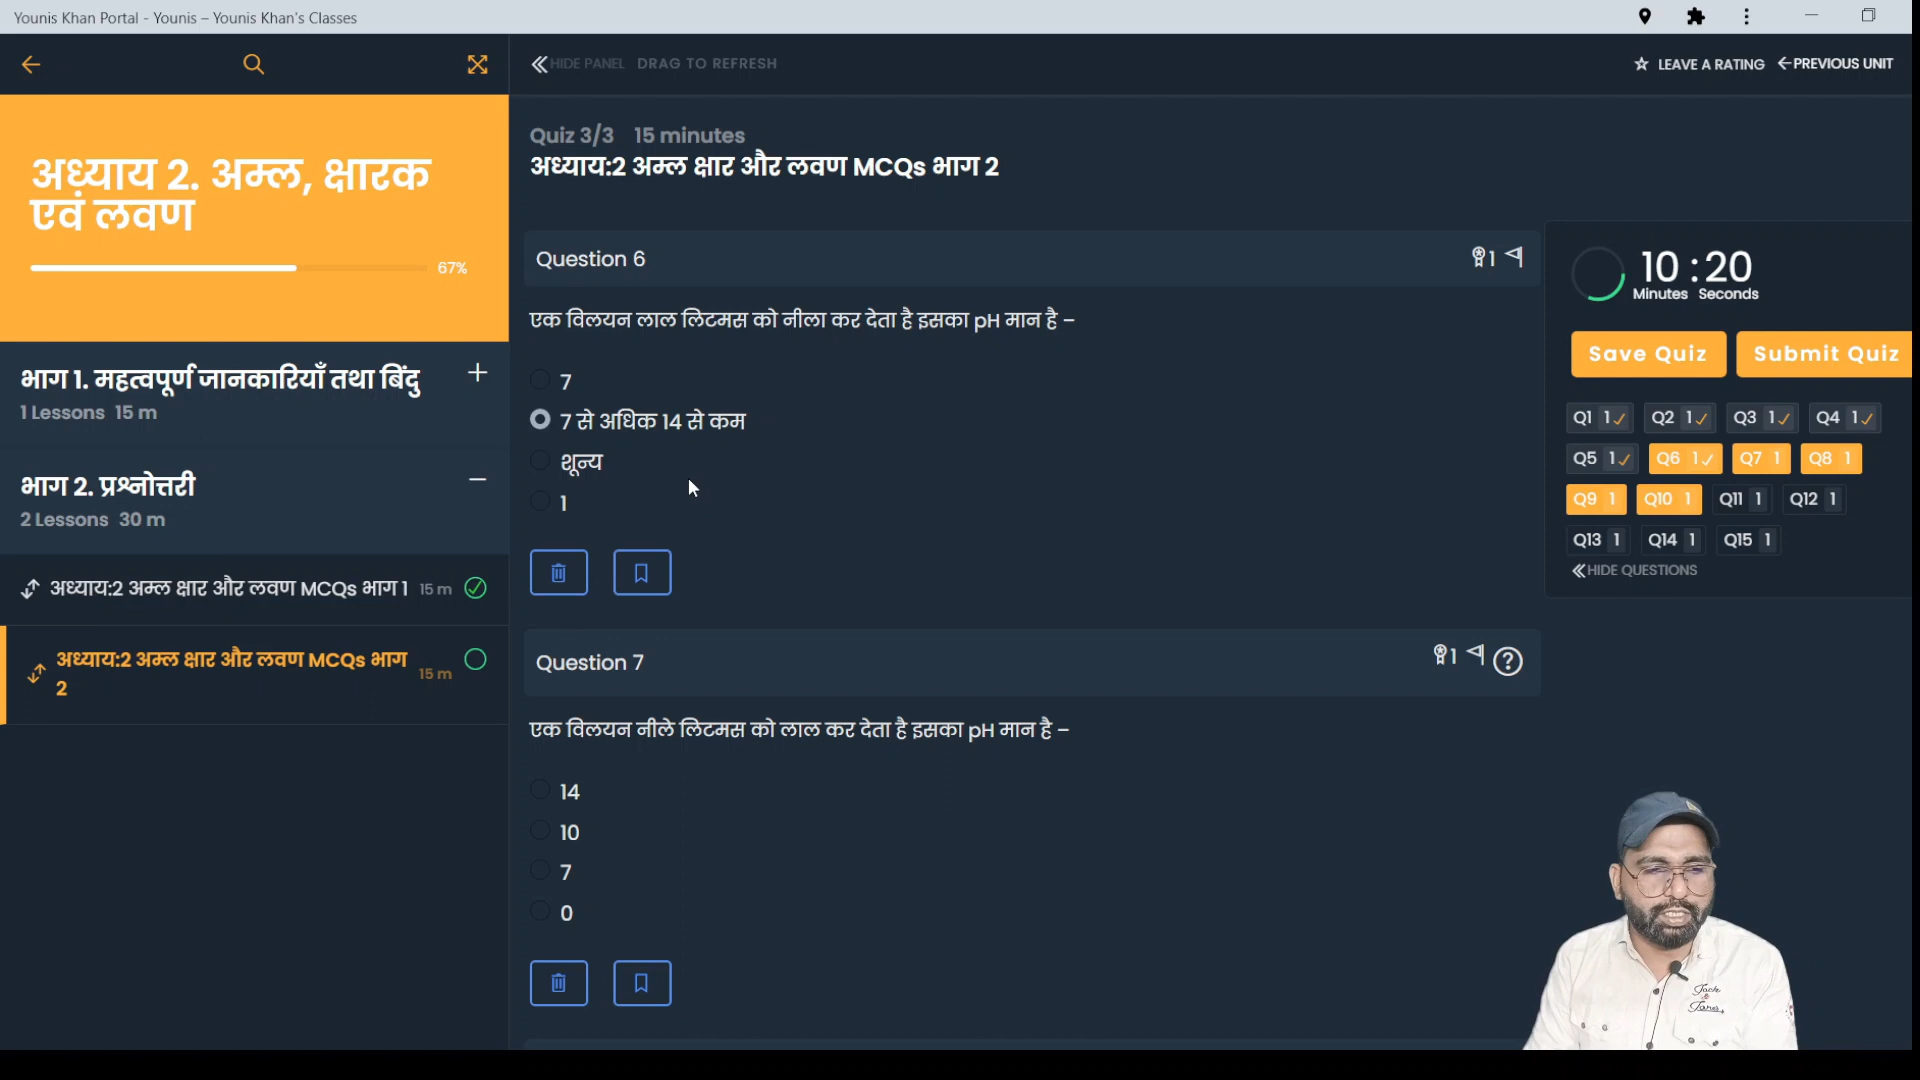 Younis Khan Portal - Younis – Younis Khan's Classes
HIDE PANEL DRAG TO REFRESH
LEAVE A RATING PREVIOUS UNIT
अध्याय 2. अम्ल, क्षारक
एवं लवण
67%
भाग 1. महत्वपूर्ण जानकारियाँ तथा बिंदु
1 Lessons 15 m
भाग 2. प्रश्नोत्तरी
2 Lessons 30 m
अध्याय:2 अम्ल क्षार और लवण MCQs भाग 1 15 m
अध्याय:2 अम्ल क्षार और लवण MCQs भाग
2
15 m
Quiz 3/3 15 minutes
अध्याय:2 अम्ल क्षार और लवण MCQs भाग 2
Question 6
1
एक विलयन लाल लिटमस को नीला कर देता है इसका pH मान है –
7
7 से अधिक 14 से कम
शून्य
1
Question 7
1
एक विलयन नीले लिटमस को लाल कर देता है इसका pH मान है –
14
10
7
0
10 : 20
Minutes Seconds
Save Quiz Submit Quiz
Q1 1 Q2 1 Q3 1 Q4 1
Q5 1 Q6 1 Q7 1 Q8 1
Q9 1 Q10 1 Q11 1 Q12 1
Q13 1 Q14 1 Q15 1
HIDE QUESTIONS
Jack
Jones